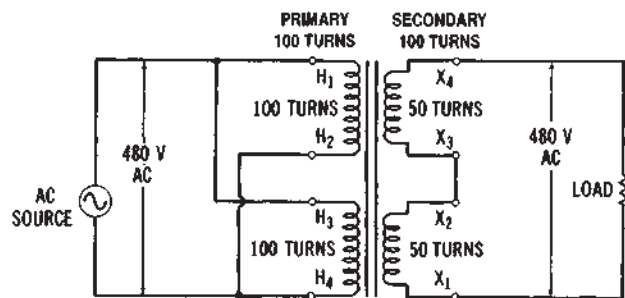 PRIMARY
100 TURNS
SECONDARY
100 TURNS
H1
X4
100 TURNS
50 TURNS
H2
X3
480 V
AC
480 V
AC
AC
SOURCE
LOAD
H3
X2
100 TURNS
50 TURNS
H4
X1